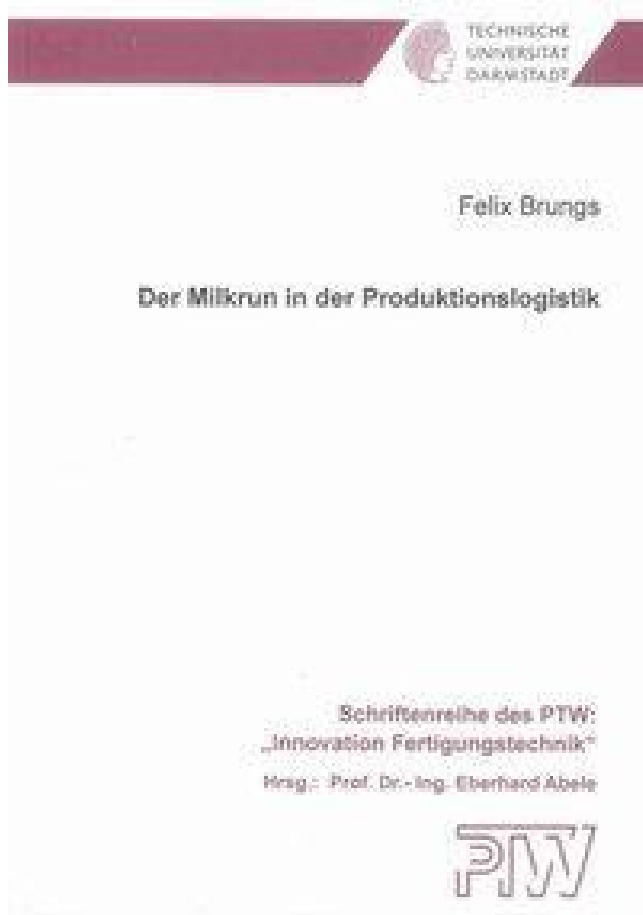 TECHNISCHE
UNIVERSITÄT
DARMSTADT
Felix Brungs
Der Milkrun in der Produktionslogistik
Schriftenreihe des PTW:
„Innovation Fertigungstechnik“
Hrsg.: Prof. Dr.- Ing. Eberhard Abele
PTW